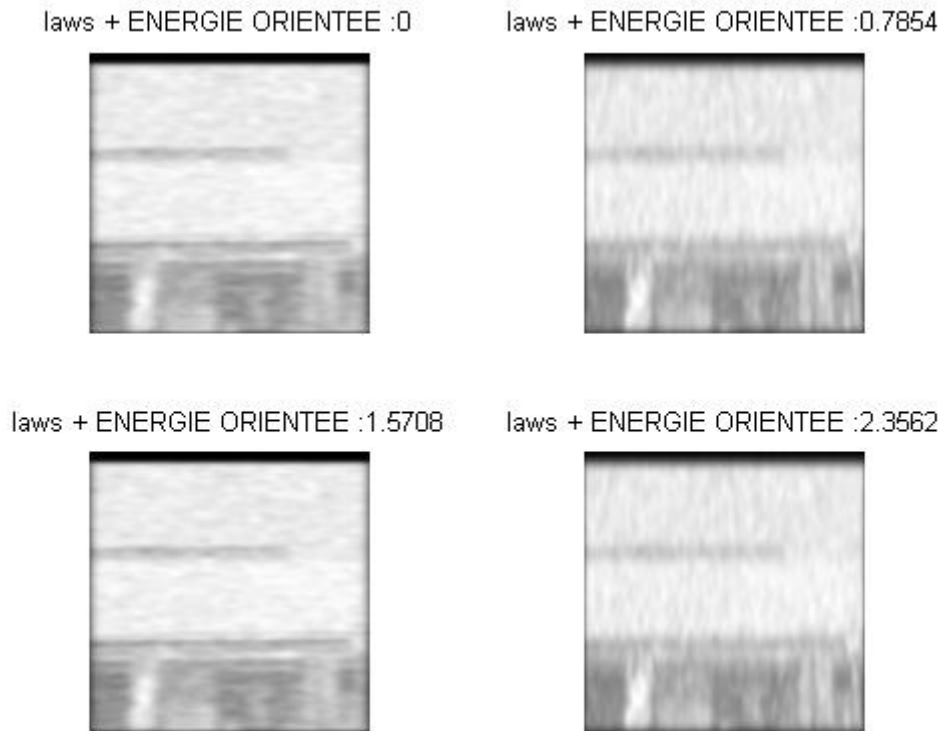 laws + ENERGIE ORIENTEE :0
laws + ENERGIE ORIENTEE :0.7854
laws + ENERGIE ORIENTEE :1.5708
laws + ENERGIE ORIENTEE :2.3562